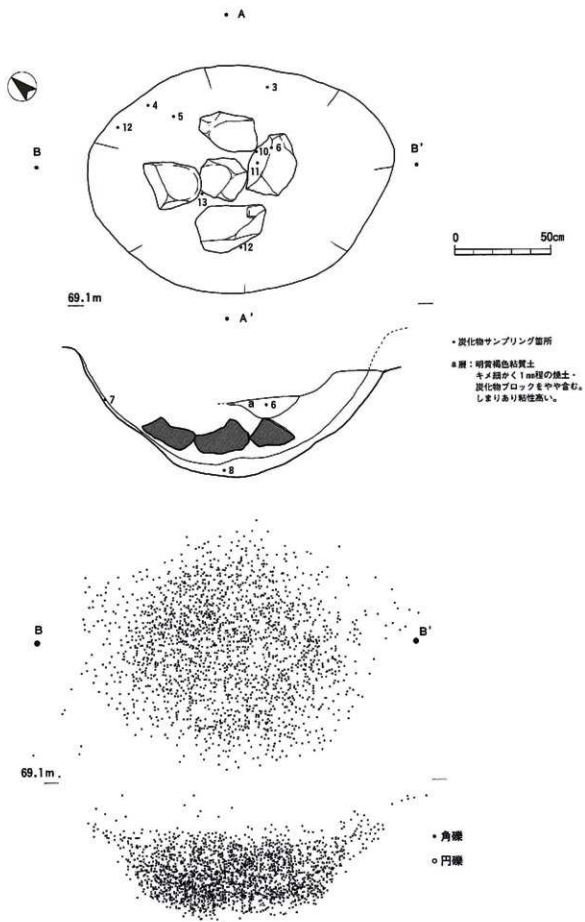 • A
• 3
• 4
• 5
• 12
• 10
• 6
• 11
• 13
• 12
B
B'
0 50cm
69.1m
• A'
• 炭化物サンプリング箇所
a層：明黄褐色粘質土
キメ細かく1㎜程の焼土・
炭化物ブロックをやや含む。
しまりあり粘性高い。
a • 6
• 7
• 8
B
B'
69.1m
• 角礫
○ 円礫